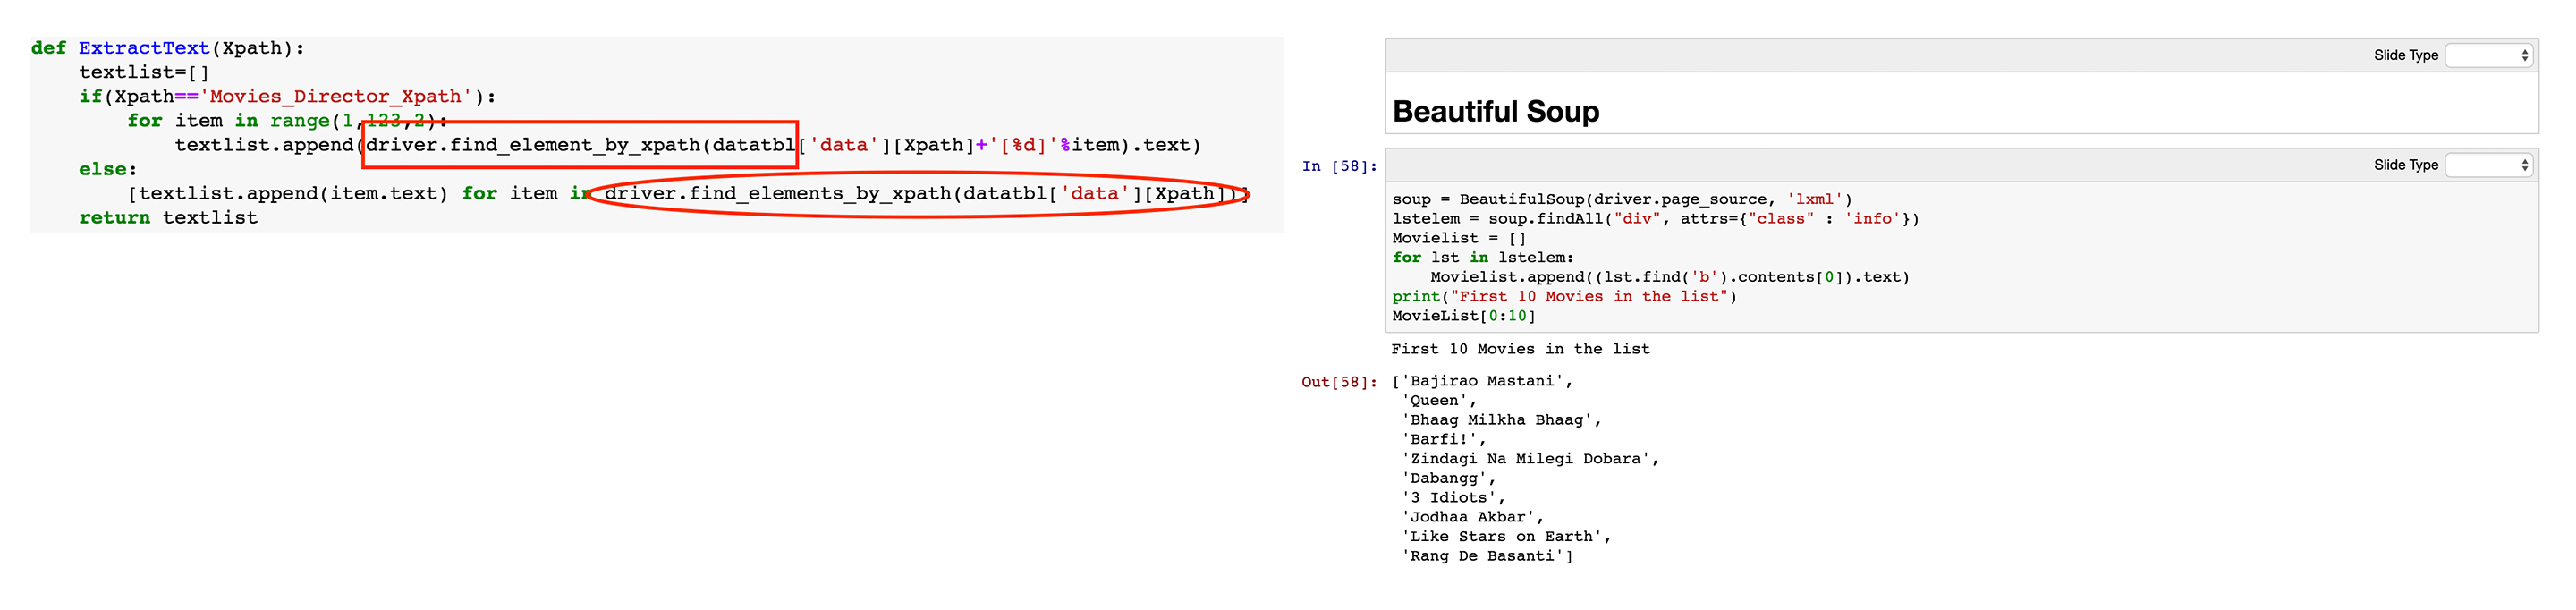 def ExtractText(Xpath):
    textlist=[]
    if(Xpath=='Movies_Director_Xpath'):
        for item in range(1,123,2):
            textlist.append(driver.find_element_by_xpath(datatbl['data'][Xpath]+'[%d]'%item).text)
    else:
        [textlist.append(item.text) for item in driver.find_elements_by_xpath(datatbl['data'][Xpath])]
    return textlist
Slide Type
Beautiful Soup
In [58]:
Slide Type
soup = BeautifulSoup(driver.page_source, 'lxml')
lstelem = soup.findAll("div", attrs={"class" : 'info'})
Movielist = []
for lst in lstelem:
    Movielist.append((lst.find('b').contents[0]).text)
print("First 10 Movies in the list")
MovieList[0:10]
First 10 Movies in the list
Out[58]: ['Bajirao Mastani',
 'Queen',
 'Bhaag Milkha Bhaag',
 'Barfi!',
 'Zindagi Na Milegi Dobara',
 'Dabangg',
 '3 Idiots',
 'Jodhaa Akbar',
 'Like Stars on Earth',
 'Rang De Basanti']